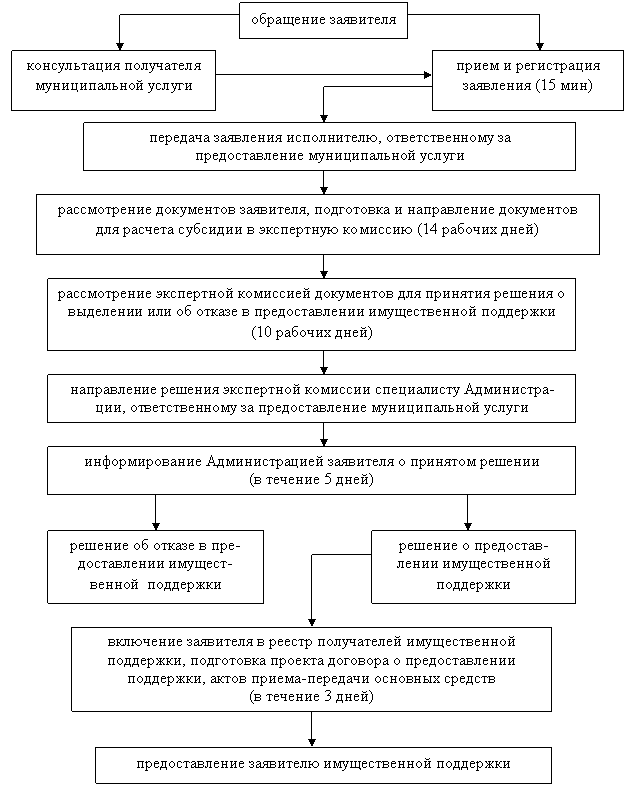 обращение заявителя
консультация получателя
муниципальной услуги
прием и регистрация
заявления (15 мин)
передача заявления исполнителю, ответственному за
предоставление муниципальной услуги
рассмотрение документов заявителя, подготовка и направление документов
для расчета субсидии в экспертную комиссию (14 рабочих дней)
рассмотрение экспертной комиссией документов для принятия решения о
выделении или об отказе в предоставлении имущественной поддержки
(10 рабочих дней)
направление решения экспертной комиссии специалисту Администра-
ции, ответственному за предоставление муниципальной услуги
информирование Администрацией заявителя о принятом решении
(в течение 5 дней)
решение об отказе в пре-
доставлении имущест-
венной поддержки
решение о предостав-
лении имущественной
поддержки
включение заявителя в реестр получателей имущественной
поддержки, подготовка проекта договора о предоставлении
поддержки, актов приема-передачи основных средств
(в течение 3 дней)
предоставление заявителю имущественной поддержки